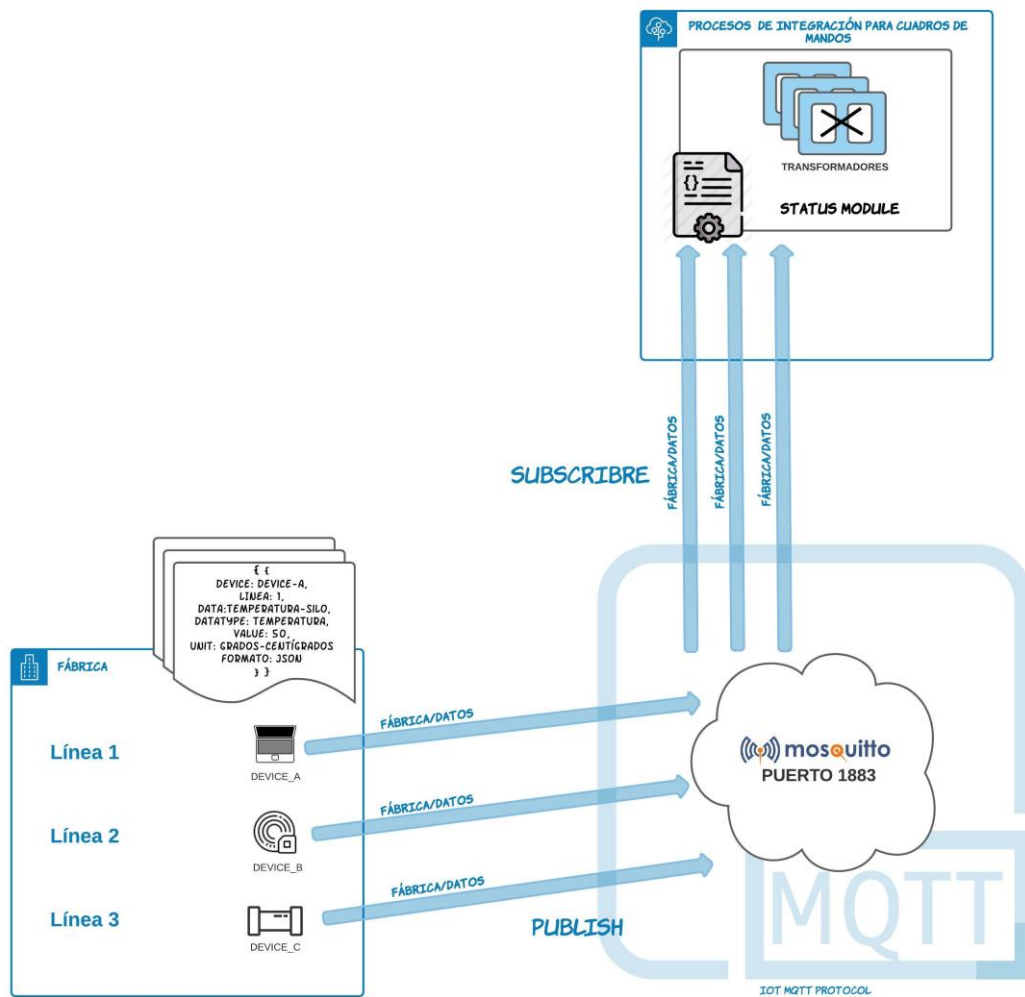 PROCESOS DE INTEGRACIÓN PARA CUADROS DE
MANDOS
TRANSFORMADORES
{}
STATUS MODULE
FÁBRICA/DATOS
FÁBRICA/DATOS
FÁBRICA/DATOS
SUBSCRIBRE
{ {
DEVICE: DEVICE-A,
LINEA: 1,
DATA:TEMPERATURA-SILO,
DATATYPE: TEMPERATURA,
VALUE: 50,
UNIT: GRADOS-CENTÍGRADOS
FORMATO: JSON
} }
FÁBRICA
Línea 1
DEVICE_A
FÁBRICA/DATOS
Línea 2
DEVICE_B
FÁBRICA/DATOS
Línea 3
DEVICE_C
FÁBRICA/DATOS
PUBLISH
mosquitto
PUERTO 1883
MQTT
IOT MQTT PROTOCOL